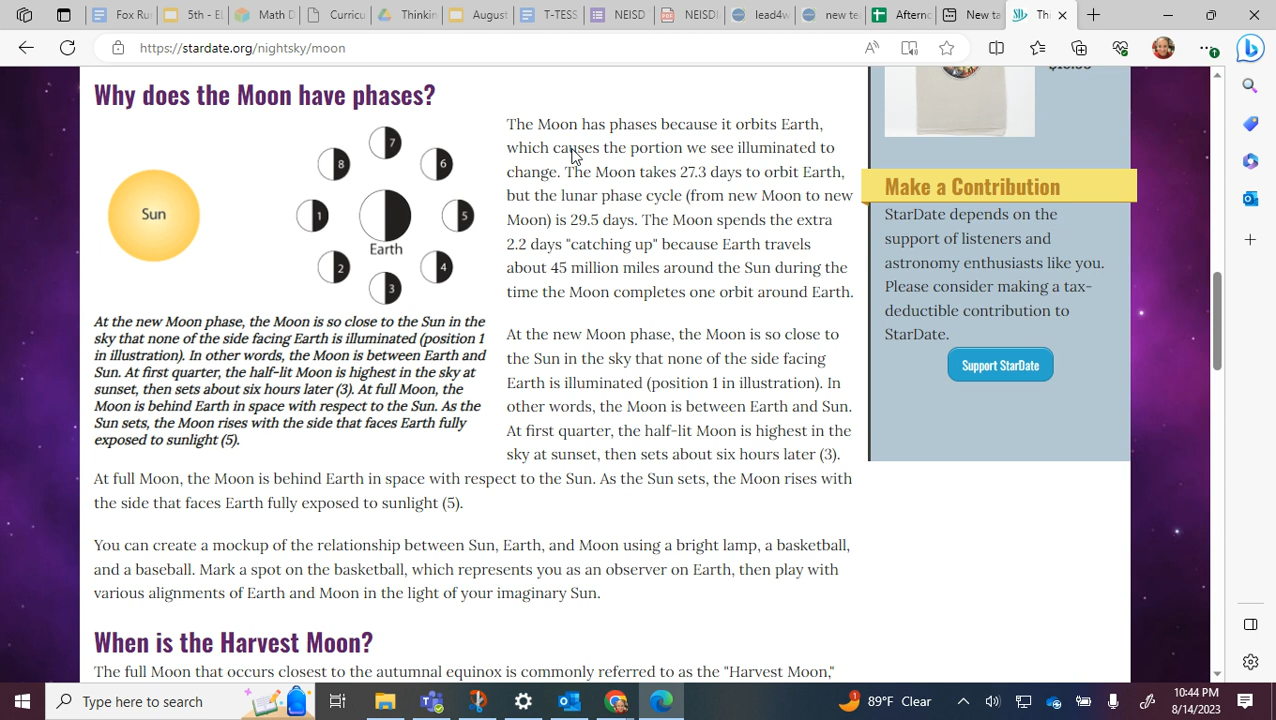 Fox Run
5th - EL
Math D
Curricu
Thinkin
August
T-TESS
NEISD
NEISDI
lead4w
new te
Afterno
New ta
Th
https://stardate.org/nightsky/moon
Why does the Moon have phases?
Sun
Earth
1
2
3
4
5
6
7
8
At the new Moon phase, the Moon is so close to the Sun in the
sky that none of the side facing Earth is illuminated (position 1
in illustration). In other words, the Moon is between Earth and
Sun. At first quarter, the half-lit Moon is highest in the sky at
sunset, then sets about six hours later (3). At full Moon, the
Moon is behind Earth in space with respect to the Sun. As the
Sun sets, the Moon rises with the side that faces Earth fully
exposed to sunlight (5).
The Moon has phases because it orbits Earth,
which causes the portion we see illuminated to
change. The Moon takes 27.3 days to orbit Earth,
but the lunar phase cycle (from new Moon to new
Moon) is 29.5 days. The Moon spends the extra
2.2 days "catching up" because Earth travels
about 45 million miles around the Sun during the
time the Moon completes one orbit around Earth.
At the new Moon phase, the Moon is so close to
the Sun in the sky that none of the side facing
Earth is illuminated (position 1 in illustration). In
other words, the Moon is between Earth and Sun.
At first quarter, the half-lit Moon is highest in the
sky at sunset, then sets about six hours later (3).
At full Moon, the Moon is behind Earth in space with respect to the Sun. As the Sun sets, the Moon rises with
the side that faces Earth fully exposed to sunlight (5).
You can create a mockup of the relationship between Sun, Earth, and Moon using a bright lamp, a basketball,
and a baseball. Mark a spot on the basketball, which represents you as an observer on Earth, then play with
various alignments of Earth and Moon in the light of your imaginary Sun.
When is the Harvest Moon?
The full Moon that occurs closest to the autumnal equinox is commonly referred to as the "Harvest Moon,"
Make a Contribution
StarDate depends on the
support of listeners and
astronomy enthusiasts like you.
Please consider making a tax-
deductible contribution to
StarDate.
Support StarDate
Type here to search
1
89°F Clear
10:44 PM
8/14/2023